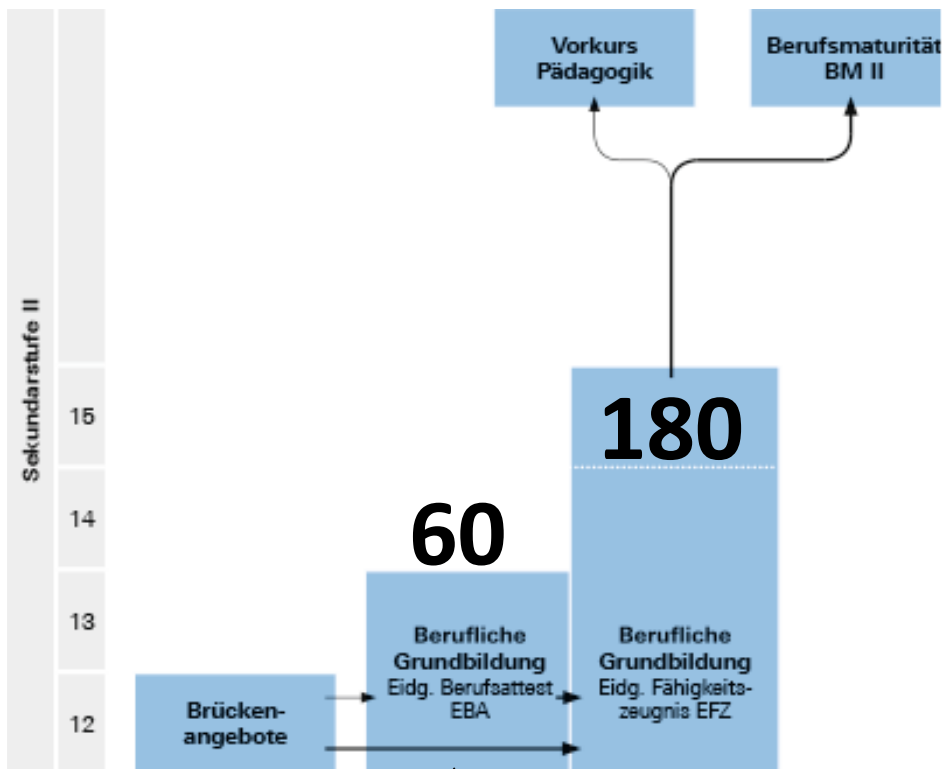 Vorkurs
Pädagogik
Berufsmaturität
BM II
Sekundarstufe II
15
180
14
60
13
Berufliche
Grundbildung
Eidg. Berufsattest
EBA
Berufliche
Grundbildung
Eidg. Fähigkeits-
zeugnis EFZ
12
Brücken-
angebote